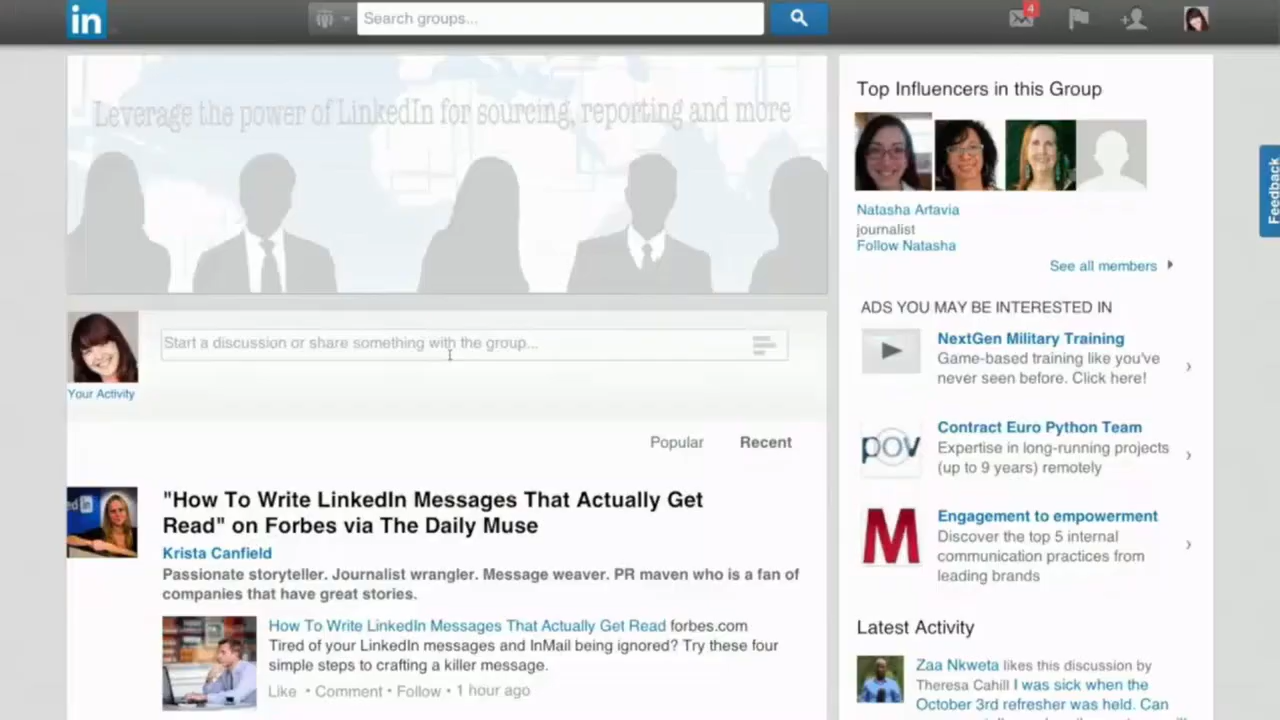 in
Search groups...
4
Leverage the power of LinkedIn for sourcing, reporting and more
Start a discussion or share something with the group...
Your Activity
Popular
Recent
"How To Write LinkedIn Messages That Actually Get
Read" on Forbes via The Daily Muse
Krista Canfield
Passionate storyteller. Journalist wrangler. Message weaver. PR maven who is a fan of
companies that have great stories.
How To Write LinkedIn Messages That Actually Get Read forbes.com
Tired of your LinkedIn messages and InMail being ignored? Try these four
simple steps to crafting a killer message.
Like • Comment • Follow • 1 hour ago
Top Influencers in this Group
Natasha Artavia
journalist
Follow Natasha
See all members
ADS YOU MAY BE INTERESTED IN
NextGen Military Training
Game-based training like you've
never seen before. Click here!
pov
Contract Euro Python Team
Expertise in long-running projects
(up to 9 years) remotely
M
Engagement to empowerment
Discover the top 5 internal
communication practices from
leading brands
Latest Activity
Zaa Nkweta likes this discussion by
Theresa Cahill I was sick when the
October 3rd refresher was held. Can
Feedback